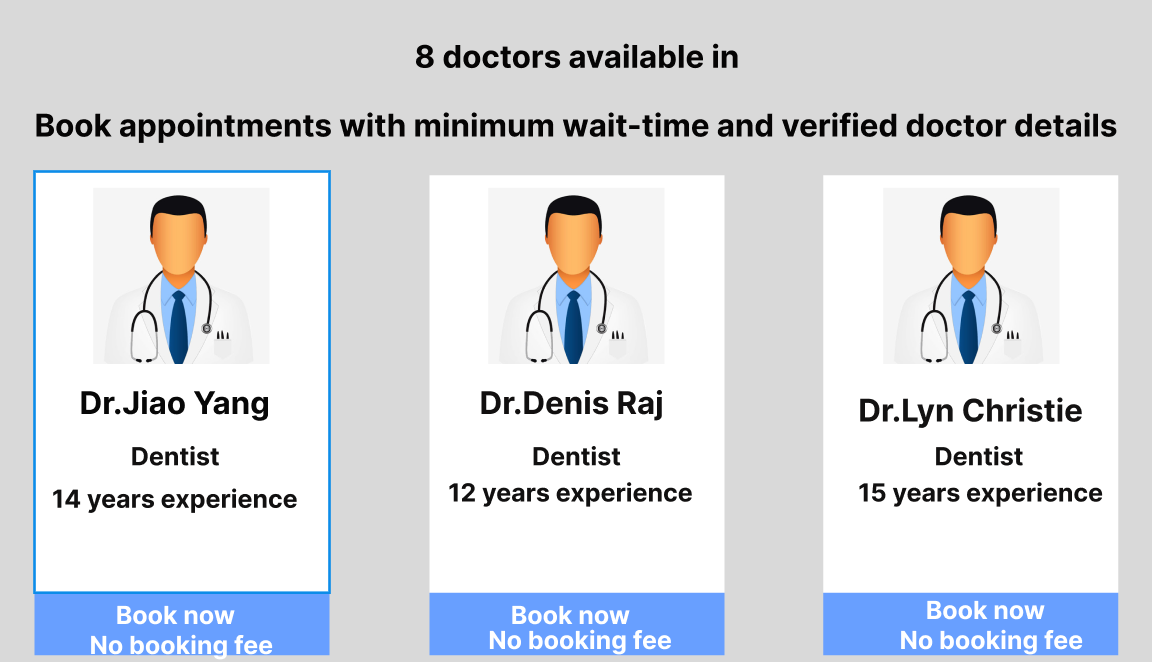 8 doctors available in
Book appointments with minimum wait-time and verified doctor details
Dr.Jiao Yang
Dentist
14 years experience
Book now
No booking fee
Dr.Denis Raj
Dentist
12 years experience
Book now
No booking fee
Dr.Lyn Christie
Dentist
15 years experience
Book now
No booking fee